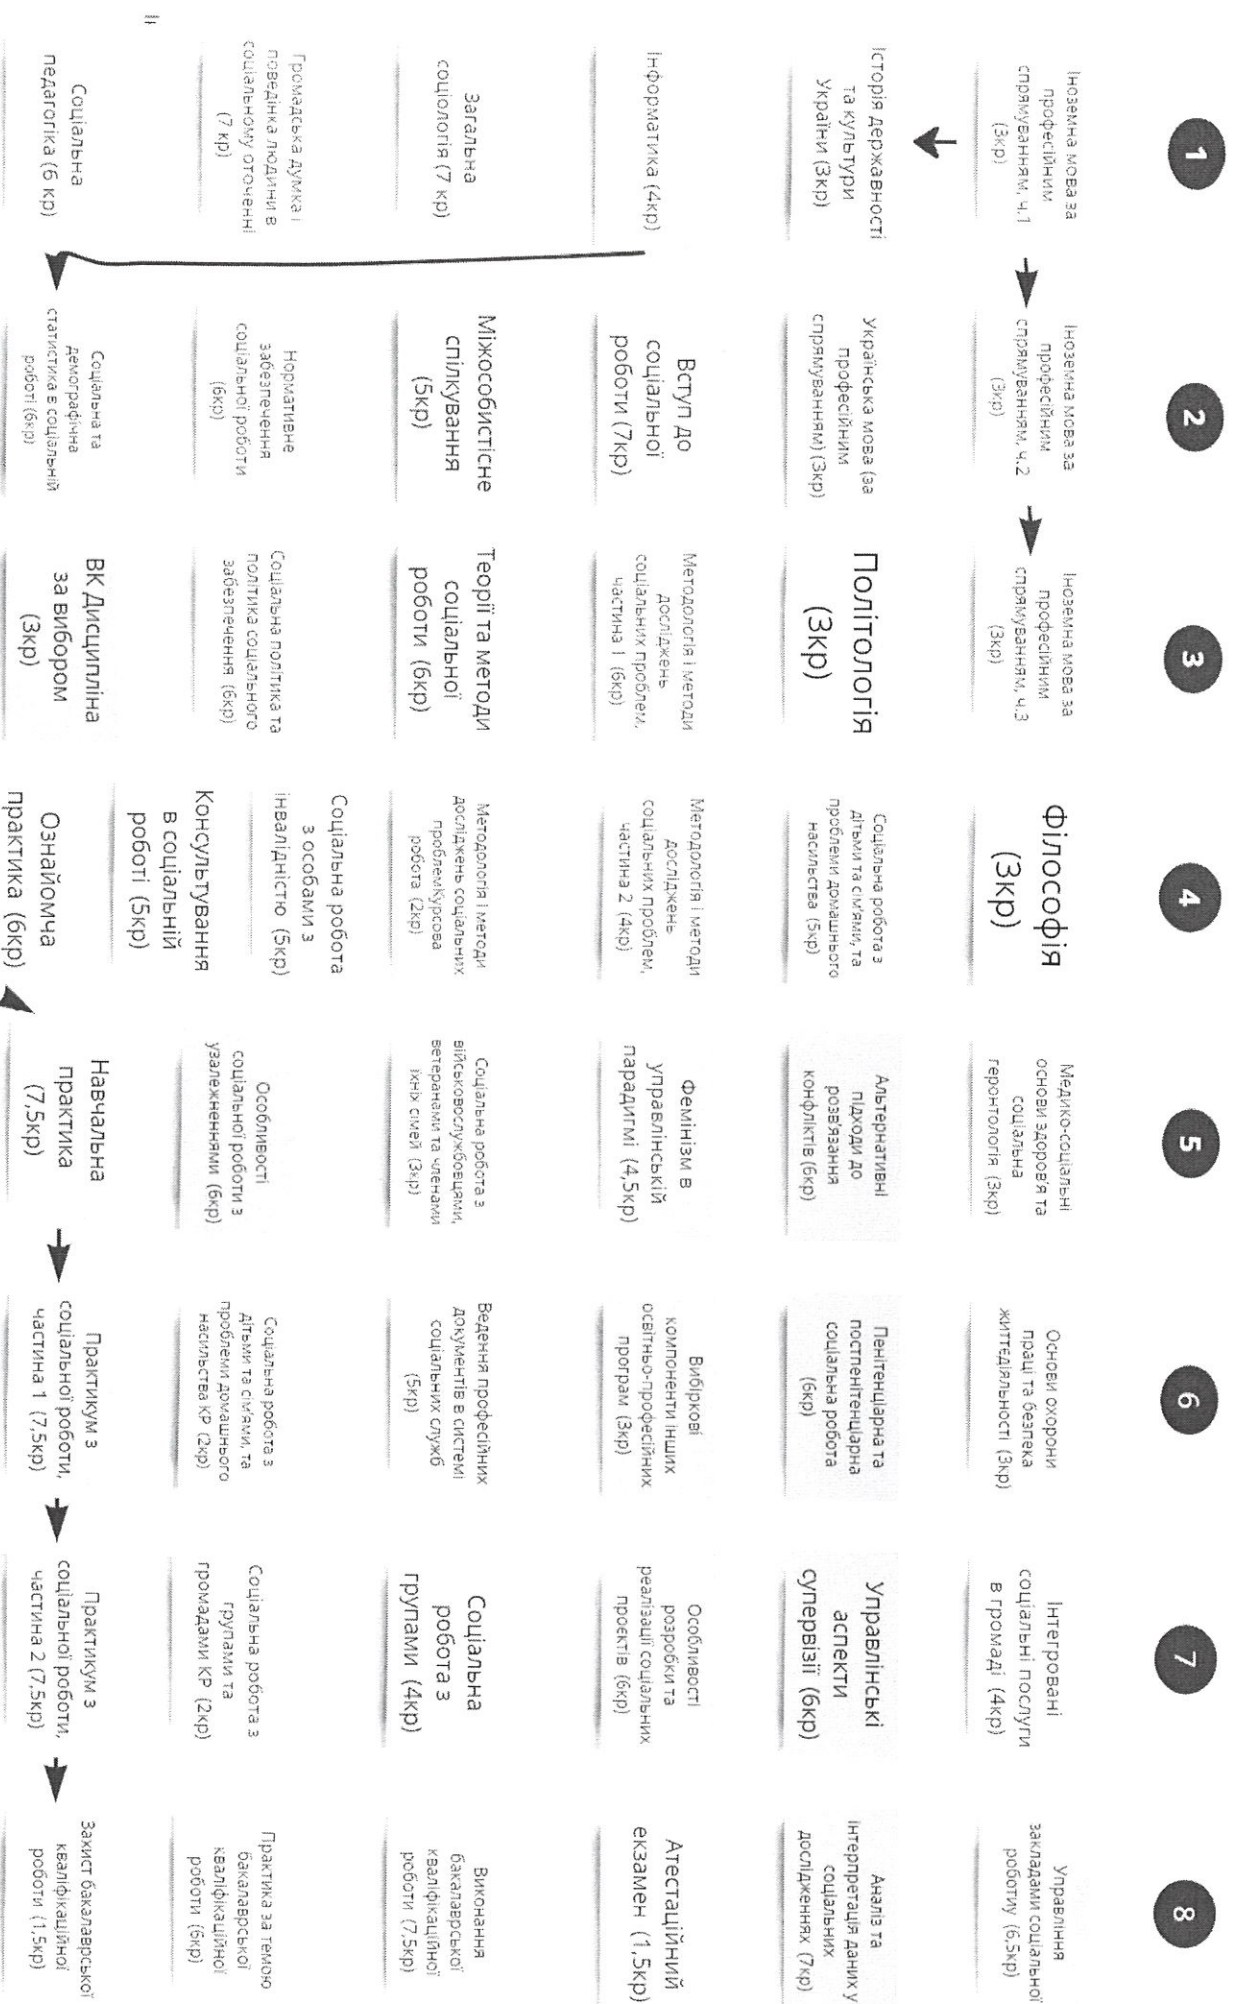 1
Іноземна мова за
професійним
спрямуванням, ч.1
(3кр)
Історія державності
та культури
України (3кр)
Інформатика (4кр)
Загальна
соціологія (7 кр)
Громадська думка і
поведінка людини в
соціальному оточенні
(7 кр)
Соціальна
педагогіка (6 кр)
2
Іноземна мова за
професійним
спрямуванням, ч.2
(3кр)
Українська мова (за
професійним
спрямуванням) (3кр)
Вступ до
соціальної
роботи (7кр)
Міжособистісне
спілкування
(5кр)
Нормативне
забезпечення
соціальної роботи
(6кр)
Соціальна та
демографічна
статистика в соціальній
роботі (6кр)
3
Іноземна мова за
професійним
спрямуванням, ч.3
(3кр)
Політологія
(3кр)
Методологія і методи
досліджень
соціальних проблем,
частина 1 (6кр)
Теорії та методи
соціальної
роботи (6кр)
Соціальна політика та
політика соціального
забезпечення (6кр)
ВК Дисципліна
за вибором
(3кр)
4
Філософія
(3кр)
Соціальна робота з
дітьми та сім'ями, та
проблеми домашнього
насильства (5кр)
Методологія і методи
досліджень
соціальних проблем,
частина 2 (4кр)
Методологія і методи
досліджень соціальних
проблемКурсова
робота (2кр)
Соціальна робота
з особами з
інвалідністю (5кр)
Консультування
в соціальній
роботі (5кр)
Ознайомча
практика (6кр)
5
Медико-соціальні
основи здоров'я та
соціальна
геронтологія (3кр)
Альтернативні
підходи до
розв'язання
конфліктів (6кр)
Фемінізм в
управлінській
парадигмі (4,5кр)
Соціальна робота з
військовослужбовцями,
ветеранами та членами
їхніх сімей (3кр)
Особливості
соціальної роботи з
узалежненнями (6кр)
Навчальна
практика
(7,5кр)
6
Основи охорони
праці та безпека
життєдіяльності (3кр)
Пенітенціарна та
постпенітенціарна
соціальна робота
(6кр)
Вибіркові
компоненти інших
освітньо-професійних
програм (3кр)
Ведення професійних
документів в системі
соціальних служб
(5кр)
Соціальна робота з
дітьми та сім'ями, та
проблеми домашнього
насильства КР (2кр)
Практикум з
соціальної роботи,
частина 1 (7,5кр)
7
Інтегровані
соціальні послуги
в громаді (4кр)
Управлінські
аспекти
супервізії (6кр)
Особливості
розробки та
реалізації соціальних
проектів (6кр)
Соціальна
робота з
групами (4кр)
Соціальна робота з
групами та
громадами КР (2кр)
Практикум з
соціальної роботи,
частина 2 (7,5кр)
8
Управління
закладами соціальної
роботиу (6,5кр)
Аналіз та
інтерпретація даних у
соціальних
дослідженнях (7кр)
Атестаційний
екзамен (1,5кр)
Виконання
бакалаврської
кваліфікаційної
роботи (7,5кр)
Практика за темою
бакалаврської
кваліфікаційної
роботи (6кр)
Захист бакалаврської
кваліфікаційної
роботи (1,5кр)